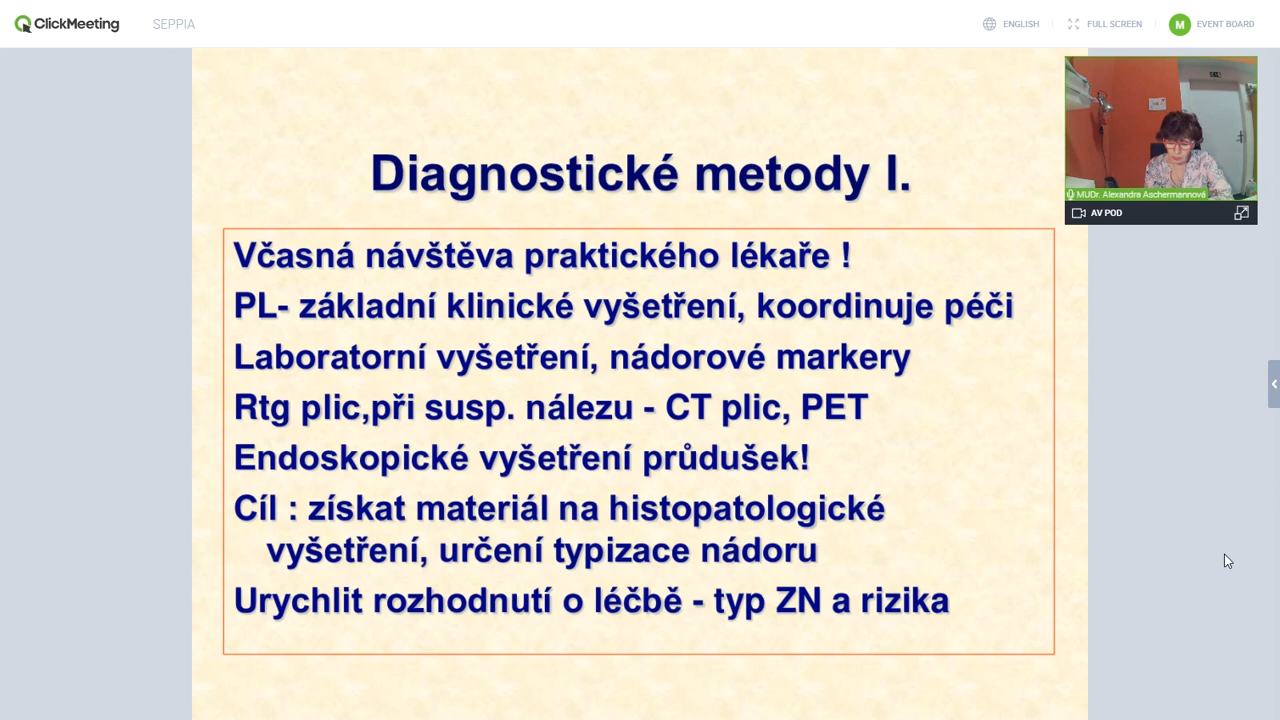 ClickMeeting
SEPPIA
ENGLISH
FULL SCREEN
M
EVENT BOARD
Diagnostické metody I.
Včasná návštěva praktického lékaře !
PL- základní klinické vyšetření, koordinuje péči
Laboratorní vyšetření, nádorové markery
Rtg plic,při susp. nálezu - CT plic, PET
Endoskopické vyšetření průdušek!
Cíl : získat materiál na histopatologické
vyšetření, určení typizace nádoru
Urychlit rozhodnutí o léčbě - typ ZN a rizika
MUDr. Alexandra Aschermannová
AV POD